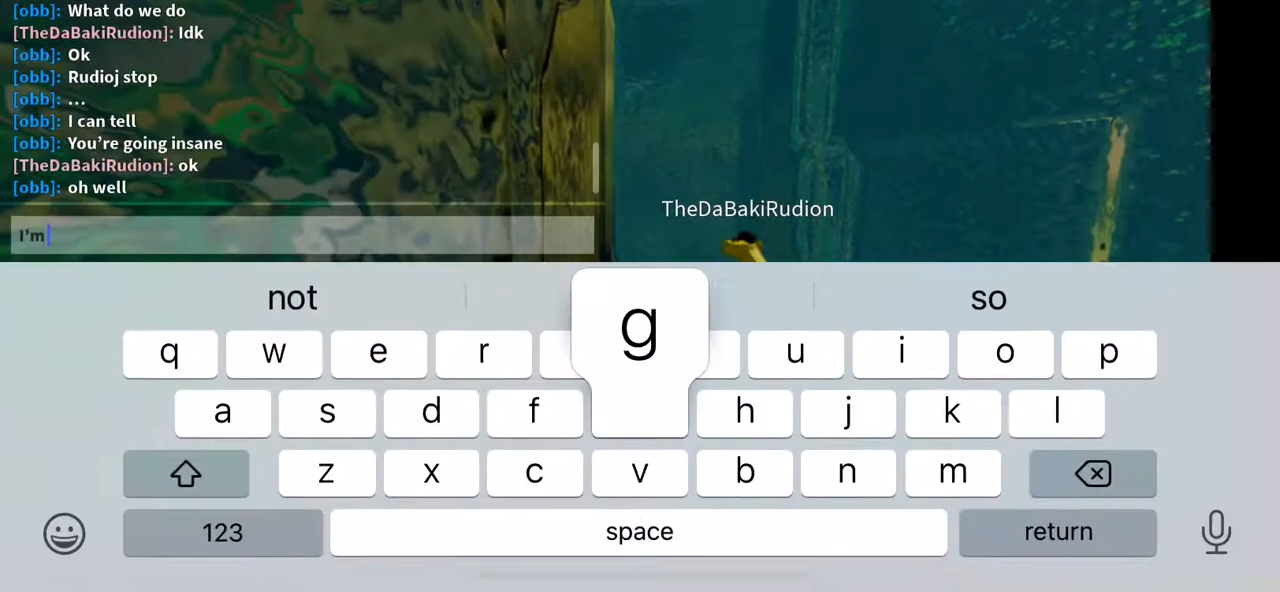 [obb]: What do we do
[TheDaBakiRudion]: Idk
[obb]: Ok
[obb]: Rudioj stop
[obb]: ...
[obb]: I can tell
[obb]: You’re going insane
[TheDaBakiRudion]: ok
[obb]: oh well
TheDaBakiRudion
I’m
not so
g
q w e r u i o p
a s d f h j k l
z x c v b n m
123 space return